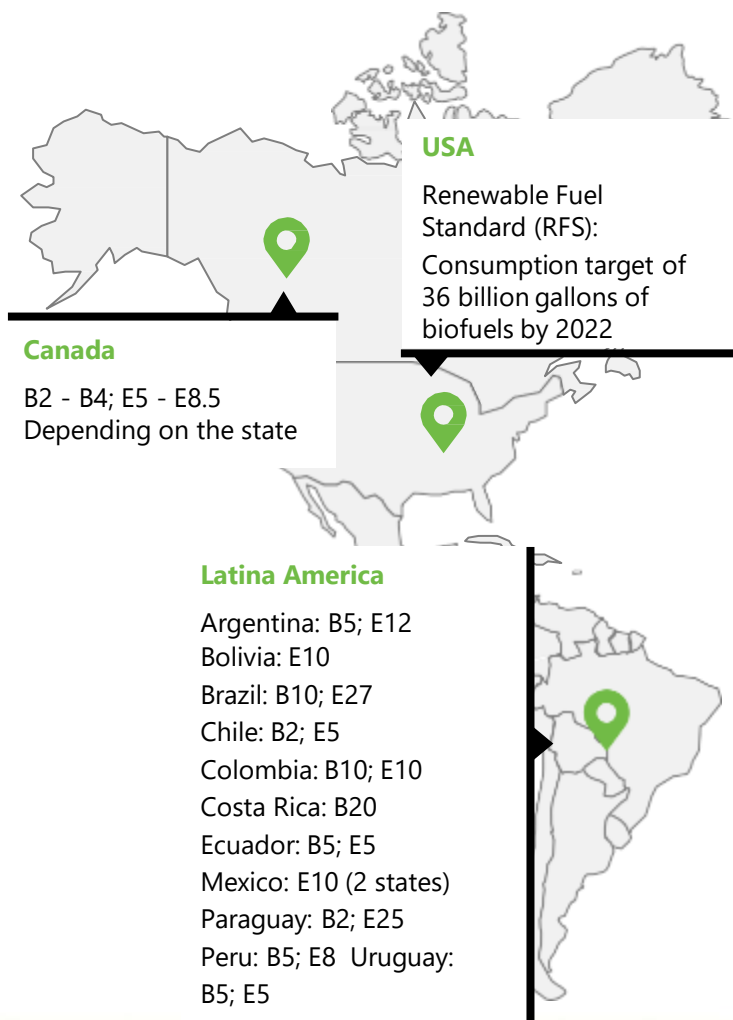 USA
Renewable Fuel
Standard (RFS):
Consumption target of
36 billion gallons of
biofuels by 2022
Canada
B2 - B4; E5 - E8.5
Depending on the state
Latina America
Argentina: B5; E12
Bolivia: E10
Brazil: B10; E27
Chile: B2; E5
Colombia: B10; E10
Costa Rica: B20
Ecuador: B5; E5
Mexico: E10 (2 states)
Paraguay: B2; E25
Peru: B5; E8 Uruguay:
B5; E5